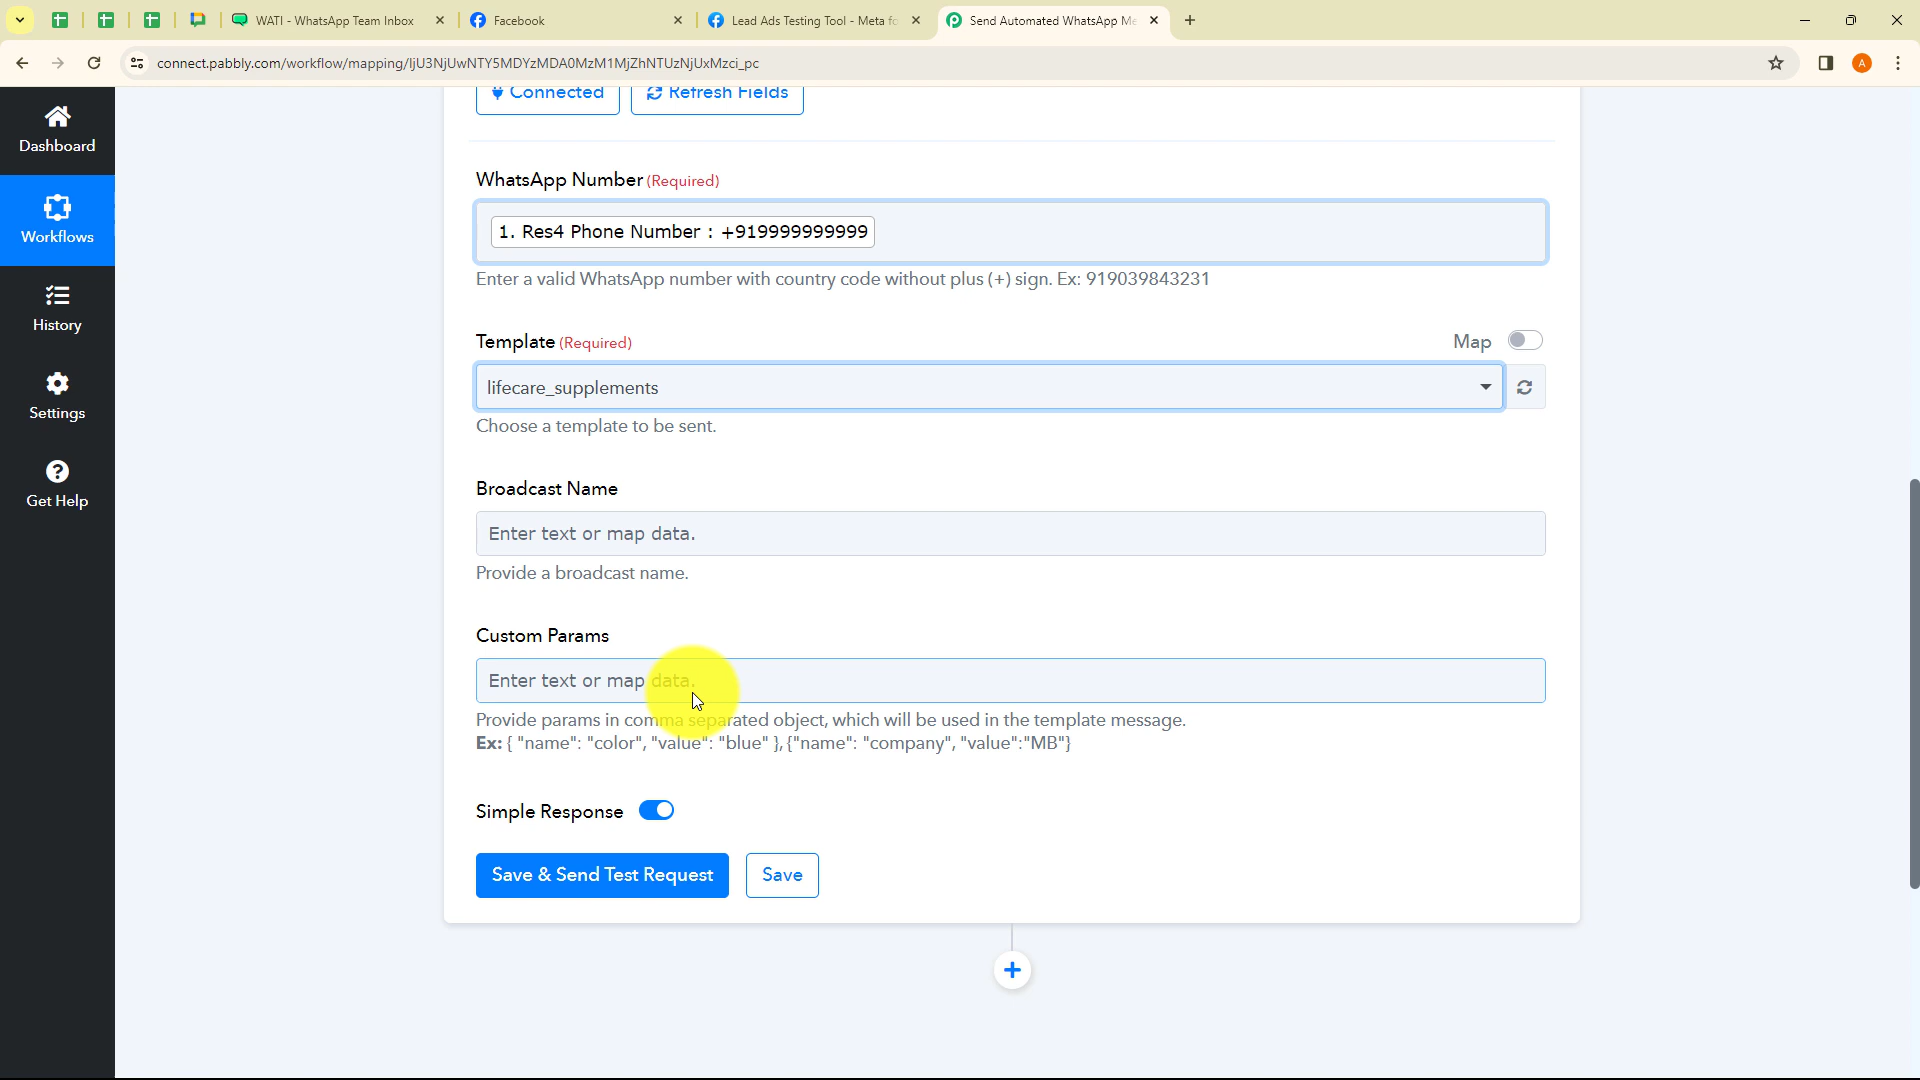 WATI - WhatsApp Team Inbox
Facebook
Lead Ads Testing Tool - Meta fo
Send Automated WhatsApp Me
connect.pabbly.com/workflow/mapping/IjU3NjUwNTY5MDYzMDA0MzM1MjZhNTUzNjUxMzci_pc
A
Dashboard
Workflows
History
Settings
Get Help
Connected
Refresh Fields
WhatsApp Number (Required)
1. Res4 Phone Number : +919999999999
Enter a valid WhatsApp number with country code without plus (+) sign. Ex: 919039843231
Template (Required)
Map
lifecare_supplements
Choose a template to be sent.
Broadcast Name
Enter text or map data.
Provide a broadcast name.
Custom Params
Enter text or map data.
Provide params in comma separated object, which will be used in the template message.
Ex: { "name": "color", "value": "blue" }, {"name": "company", "value":"MB"}
Simple Response
Save & Send Test Request
Save